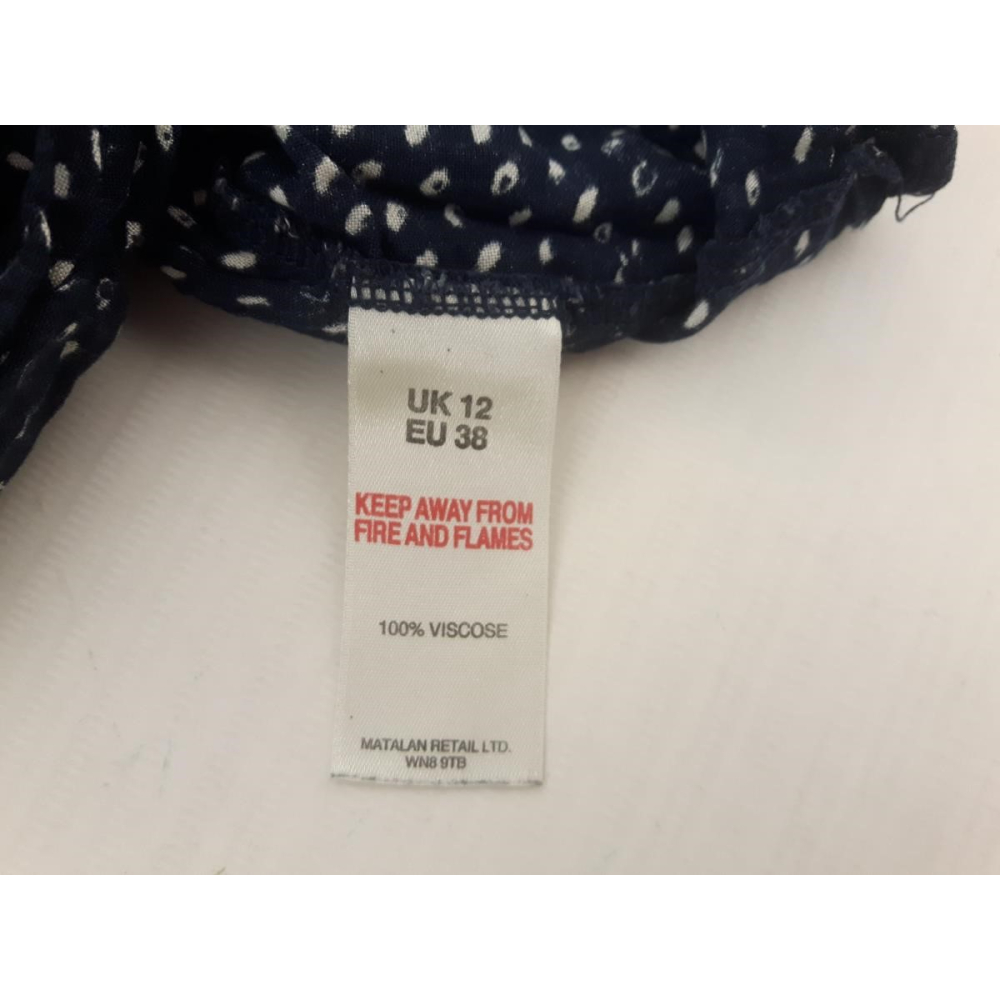 UK 12
EU 38
KEEP AWAY FROM
FIRE AND FLAMES
100% VISCOSE
MATALAN RETAIL LTD.
WN8 9TB